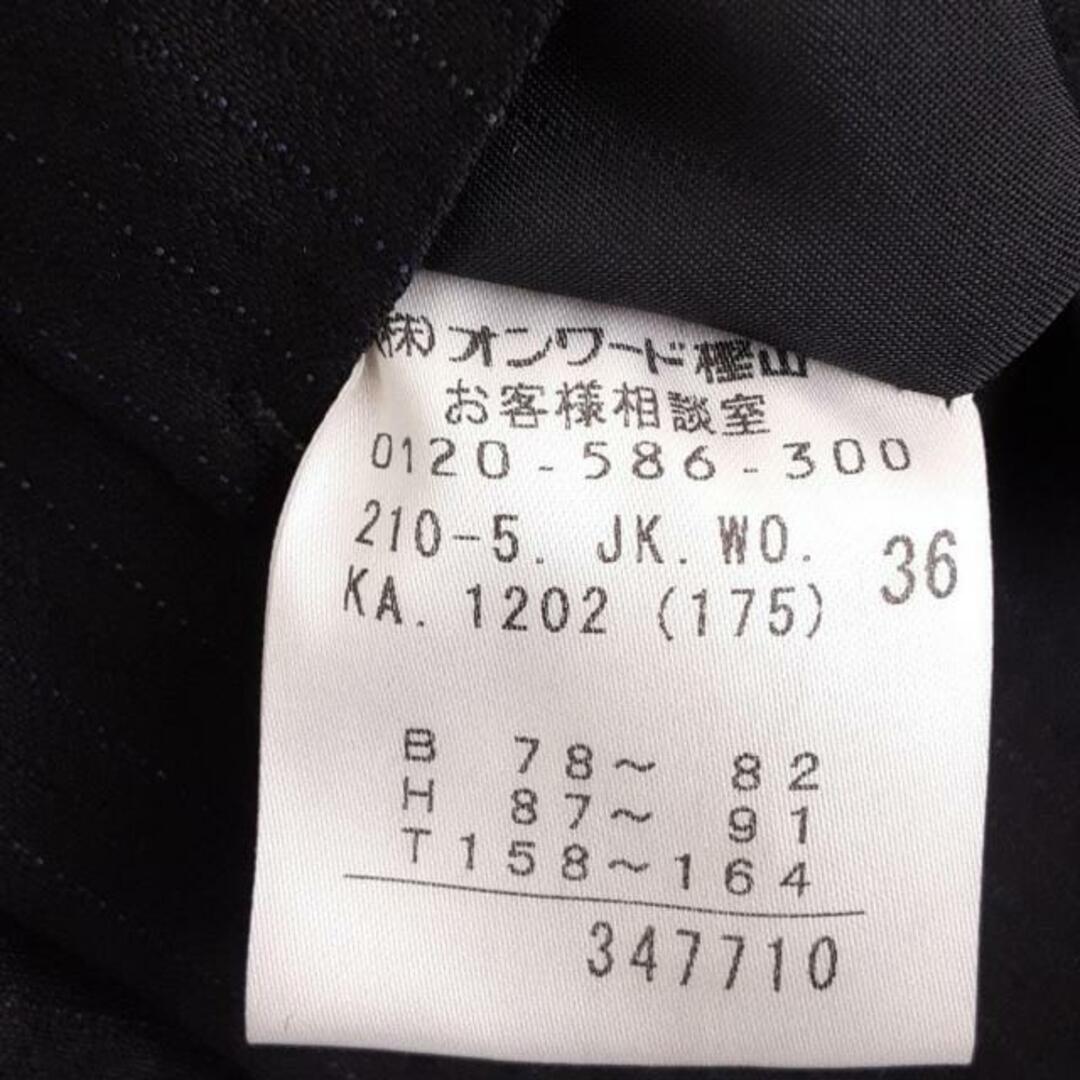 (株)オンワード樫山
お客様相談室
0120-586-300
210-5. JK. WO.
36
KA. 1202 (175)
B 78～ 82
H 87～ 91
T158～164
347710